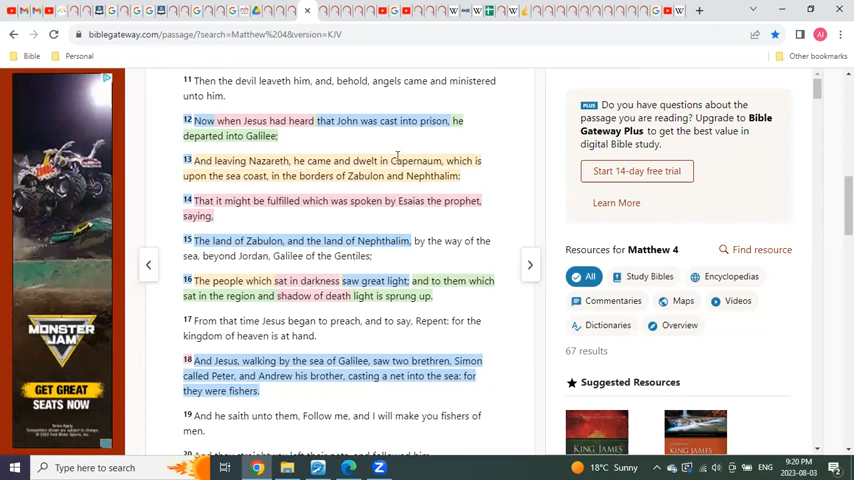 biblegateway.com/passage/?search=Matthew%204&version=KJV
Bible
Personal
Other bookmarks
11 Then the devil leaveth him, and, behold, angels came and ministered
unto him.
12 Now when Jesus had heard that John was cast into prison, he
departed into Galilee;
13 And leaving Nazareth, he came and dwelt in Capernaum, which is
upon the sea coast, in the borders of Zabulon and Nephthalim:
14 That it might be fulfilled which was spoken by Esaias the prophet,
saying,
15 The land of Zabulon, and the land of Nephthalim, by the way of the
sea, beyond Jordan, Galilee of the Gentiles;
16 The people which sat in darkness saw great light; and to them which
sat in the region and shadow of death light is sprung up.
17 From that time Jesus began to preach, and to say, Repent: for the
kingdom of heaven is at hand.
18 And Jesus, walking by the sea of Galilee, saw two brethren, Simon
called Peter, and Andrew his brother, casting a net into the sea: for
they were fishers.
19 And he saith unto them, Follow me, and I will make you fishers of
men.
MONSTER
JAM
GET GREAT
SEATS NOW
PLUS Do you have questions about the
passage you are reading? Upgrade to Bible
Gateway Plus to get the best value in
digital Bible study.
Start 14-day free trial
Learn More
Resources for Matthew 4
Find resource
All
Study Bibles
Encyclopedias
Commentaries
Maps
Videos
Dictionaries
Overview
67 results
Suggested Resources
KING JAMES
KING JAMES
Type here to search
18°C Sunny
ENG
9:20 PM
2023-08-03